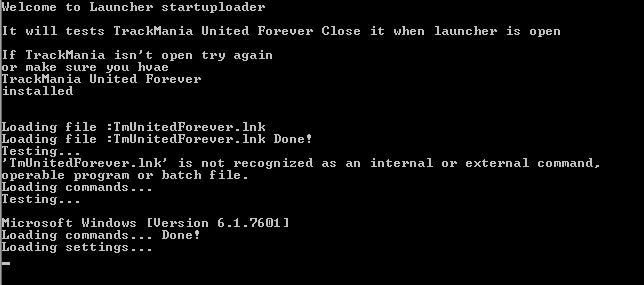 Welcome to Launcher startuploader
It will tests TrackMania United Forever Close it when launcher is open
If TrackMania isn't open try again
or make sure you hvae
TrackMania United Forever
installed
Loading file :TmUnitedForever.lnk
Loading file :TmUnitedForever.lnk Done!
Testing...
'TmUnitedForever.lnk' is not recognized as an internal or external command,
operable program or batch file.
Loading commands...
Testing...
Microsoft Windows [Version 6.1.7601]
Loading commands... Done!
Loading settings...